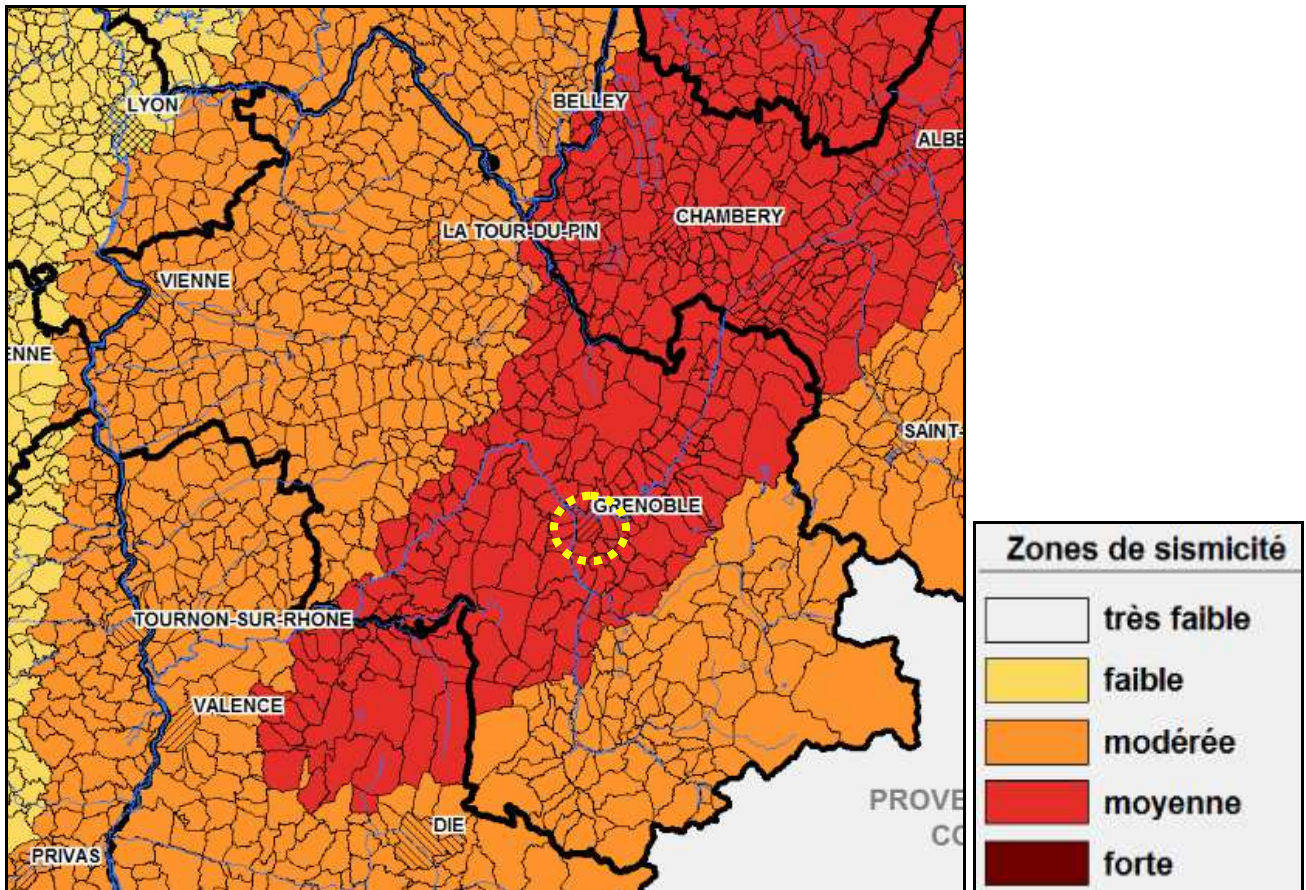 LYON
BELLEY
ALBE
CHAMBERY
LA TOUR-DU-PIN
VIENNE
ENNE
SAINT-
GRENOBLE
TOURNON-SUR-RHONE
VALENCE
PROVE
CO
DIE
PRIVAS
Zones de sismicité
très faible
faible
modérée
moyenne
forte